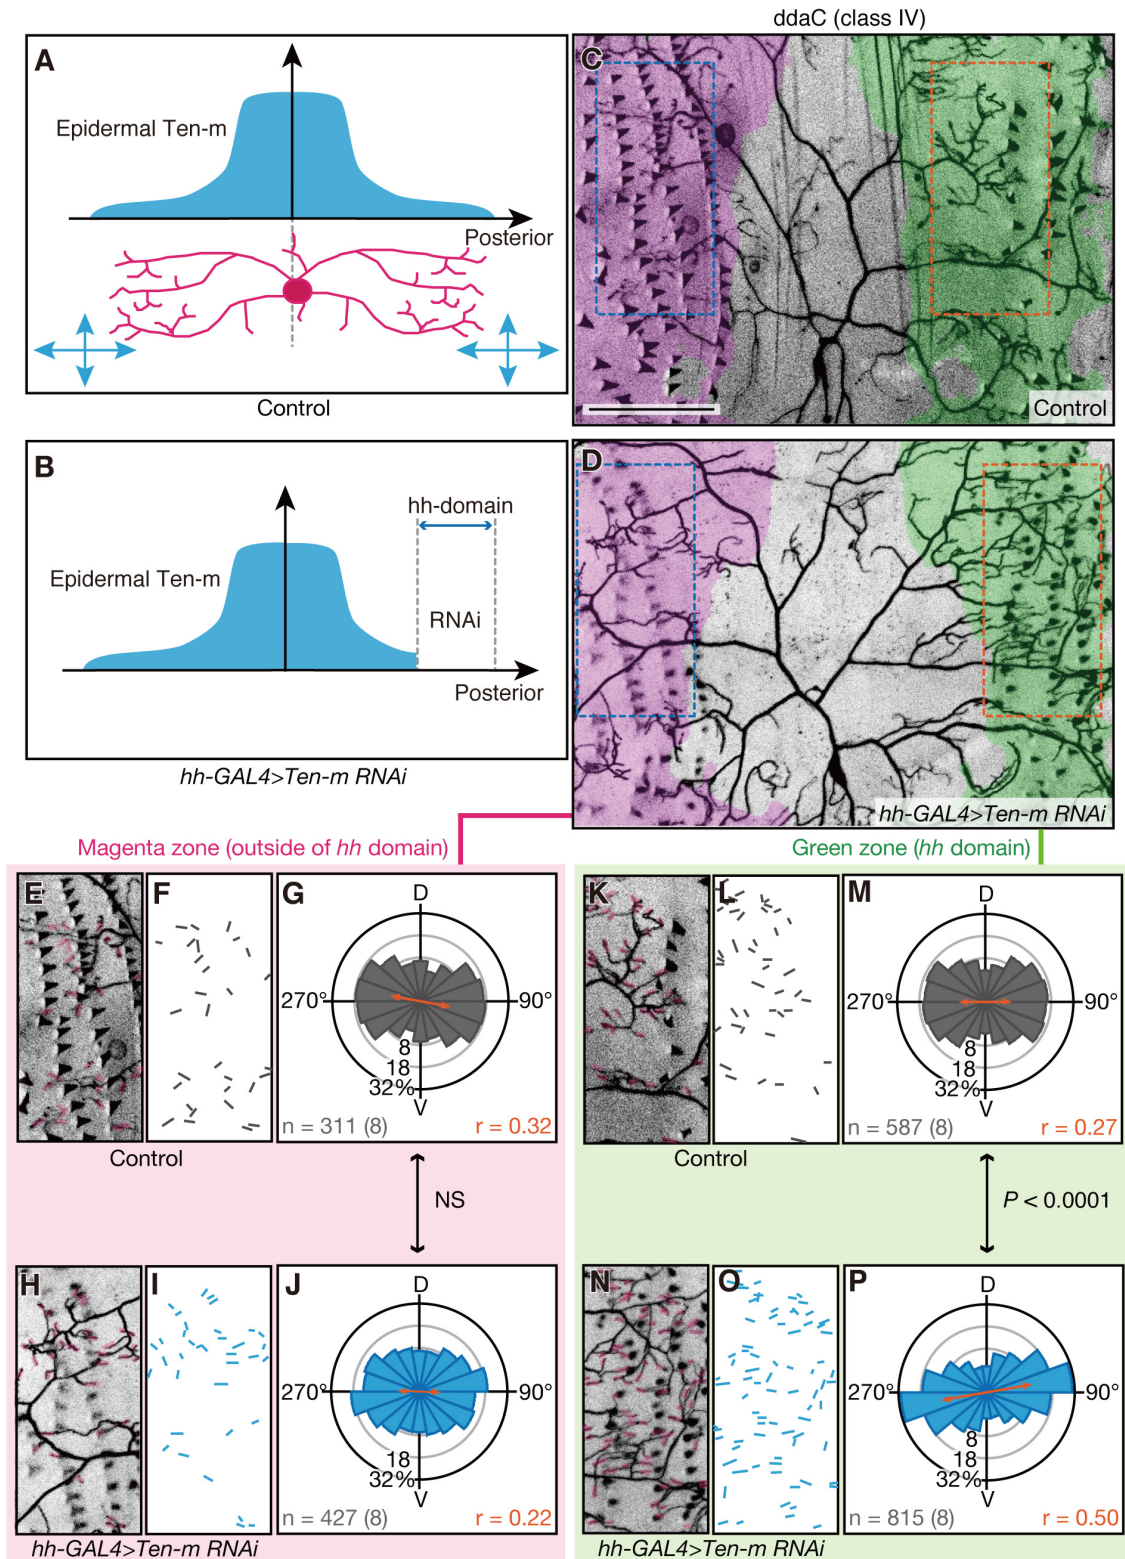 ddaC (class IV)
A
Epidermal Ten-m
Posterior
Control
C
Control
B
hh-domain
Epidermal Ten-m
RNAi
Posterior
hh-GAL4>Ten-m RNAi
D
hh-GAL4>Ten-m RNAi
Magenta zone (outside of hh domain)
Green zone (hh domain)
E
F
G
D
270°
90°
8
18
32%
V
n = 311 (8)
r = 0.32
Control
K
L
M
D
270°
90°
8
18
32%
V
n = 587 (8)
r = 0.27
Control
NS
P < 0.0001
H
I
J
D
270°
90°
18
32%
V
n = 427 (8)
r = 0.22
hh-GAL4>Ten-m RNAi
N
O
P
D
270°
90°
8
18
32%
V
n = 815 (8)
r = 0.50
hh-GAL4>Ten-m RNAi